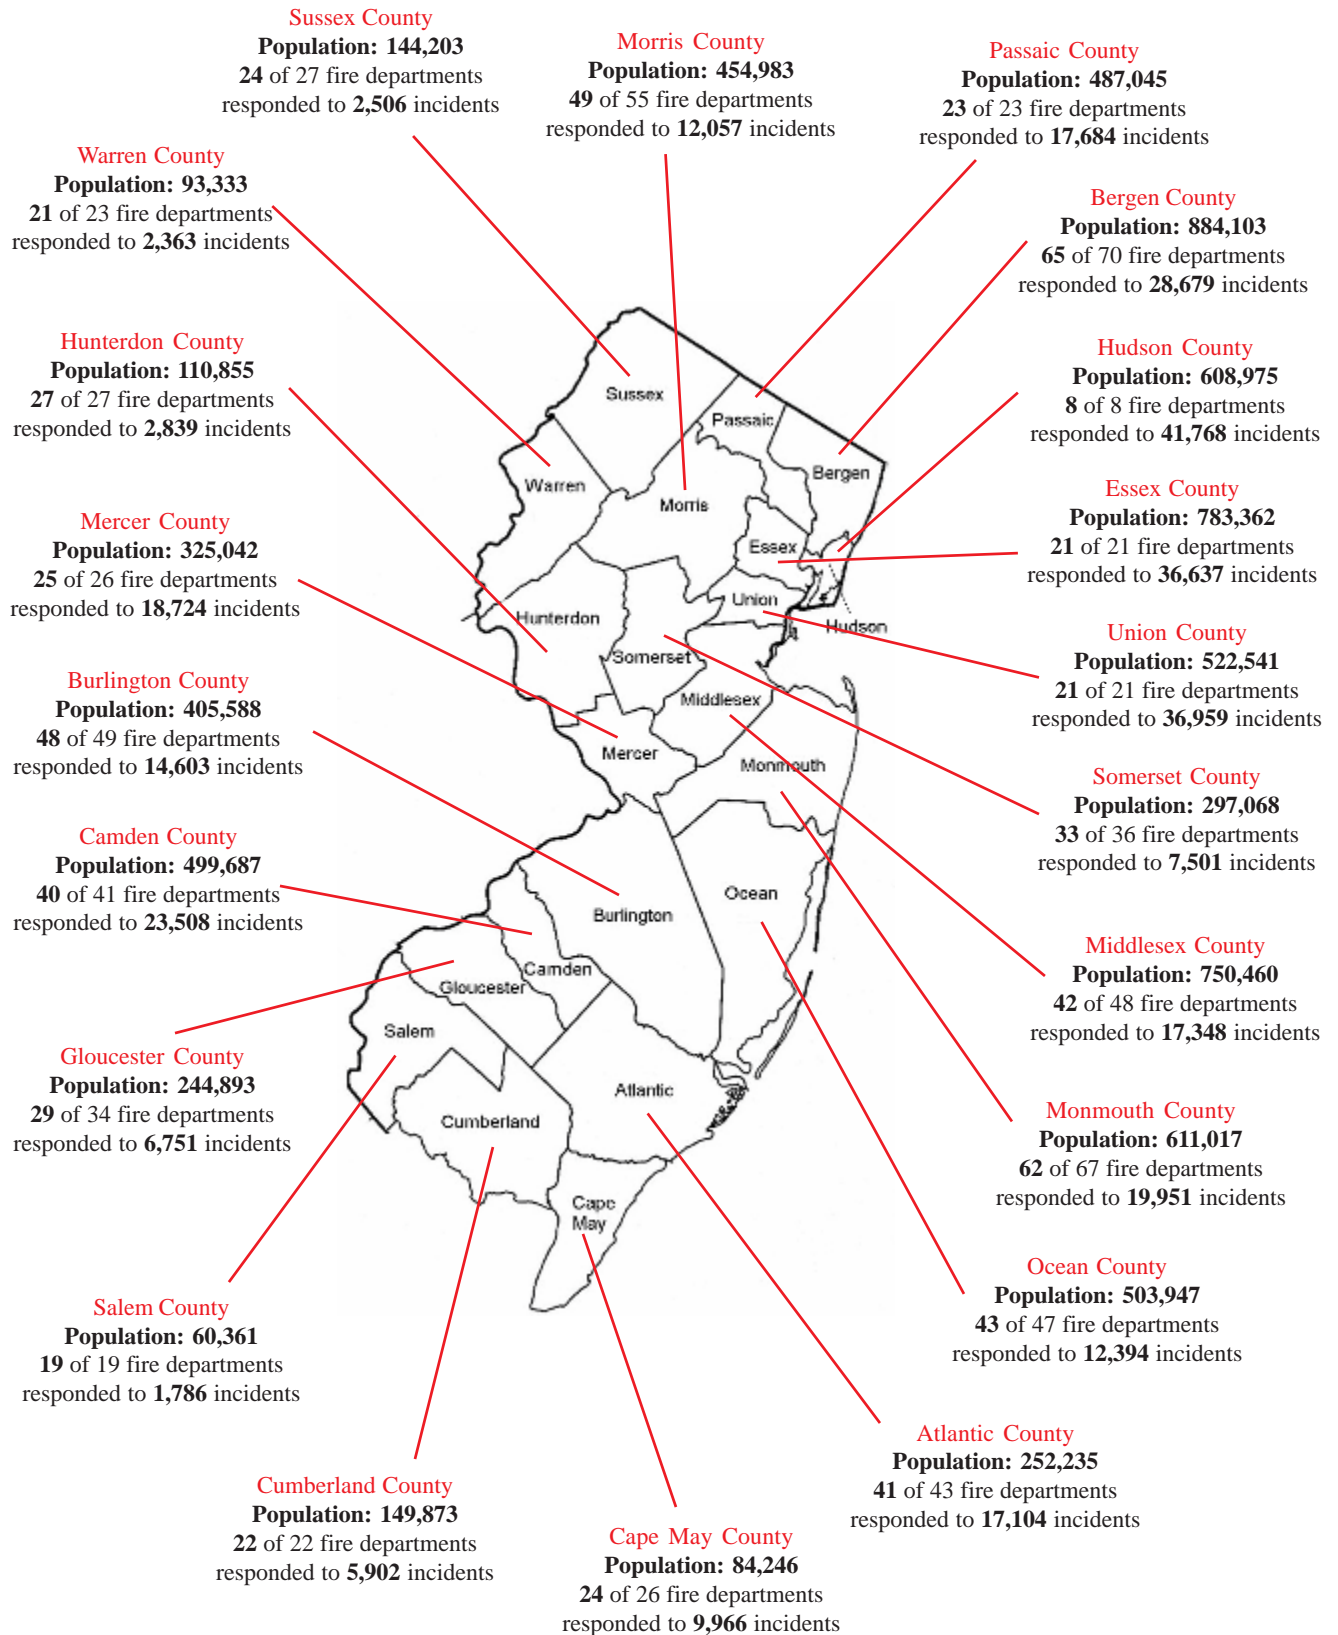 Sussex County
Population: 144,203
24 of 27 fire departments
responded to 2,506 incidents
Morris County
Population: 454,983
49 of 55 fire departments
responded to 12,057 incidents
Passaic County
Population: 487,045
23 of 23 fire departments
responded to 17,684 incidents
Warren County
Population: 93,333
21 of 23 fire departments
responded to 2,363 incidents
Bergen County
Population: 884,103
65 of 70 fire departments
responded to 28,679 incidents
Hunterdon County
Population: 110,855
27 of 27 fire departments
responded to 2,839 incidents
Hudson County
Population: 608,975
8 of 8 fire departments
responded to 41,768 incidents
Mercer County
Population: 325,042
25 of 26 fire departments
responded to 18,724 incidents
Essex County
Population: 783,362
21 of 21 fire departments
responded to 36,637 incidents
Burlington County
Population: 405,588
48 of 49 fire departments
responded to 14,603 incidents
Union County
Population: 522,541
21 of 21 fire departments
responded to 36,959 incidents
Camden County
Population: 499,687
40 of 41 fire departments
responded to 23,508 incidents
Somerset County
Population: 297,068
33 of 36 fire departments
responded to 7,501 incidents
Gloucester County
Population: 244,893
29 of 34 fire departments
responded to 6,751 incidents
Middlesex County
Population: 750,460
42 of 48 fire departments
responded to 17,348 incidents
Monmouth County
Population: 611,017
62 of 67 fire departments
responded to 19,951 incidents
Salem County
Population: 60,361
19 of 19 fire departments
responded to 1,786 incidents
Ocean County
Population: 503,947
43 of 47 fire departments
responded to 12,394 incidents
Cumberland County
Population: 149,873
22 of 22 fire departments
responded to 5,902 incidents
Cape May County
Population: 84,246
24 of 26 fire departments
responded to 9,966 incidents
Atlantic County
Population: 252,235
41 of 43 fire departments
responded to 17,104 incidents
Sussex
Passaic
Bergen
Warren
Morris
Essex
Union
Hudson
Hunterdon
Somerset
Middlesex
Mercer
Monmouth
Ocean
Burlington
Camden
Gloucester
Salem
Atlantic
Cumberland
Cape
May